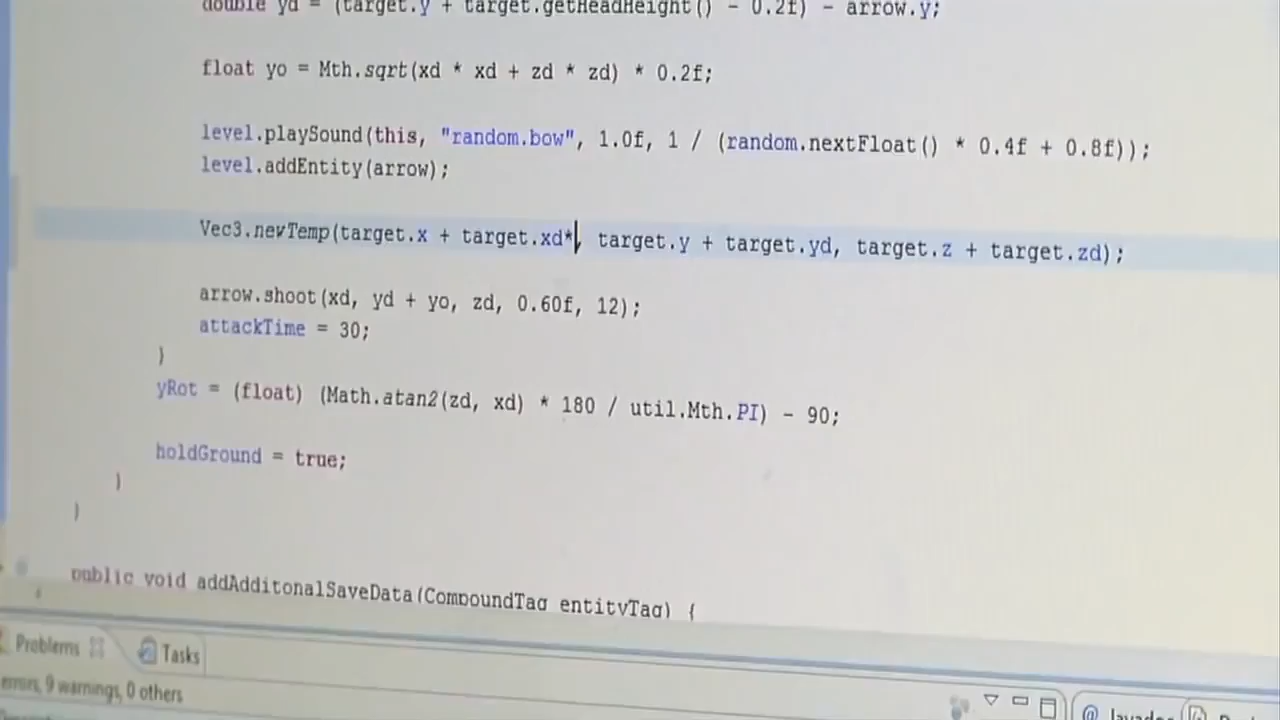 double yd = (target.y + target.getHeadHeight() - 0.2f) - arrow.y;
float yo = Mth.sqrt(xd * xd + zd * zd) * 0.2f;
level.playSound(this, "random.bow", 1.0f, 1 / (random.nextFloat() * 0.4f + 0.8f));
level.addEntity(arrow);
Vec3.newTemp(target.x + target.xd*, target.y + target.yd, target.z + target.zd);
arrow.shoot(xd, yd + yo, zd, 0.60f, 12);
attackTime = 30;
}
yRot = (float) (Math.atan2(zd, xd) * 180 / util.Mth.PI) - 90;
holdGround = true;
}
}
public void addAdditonalSaveData(CompoundTag entityTag) {
Problems Tasks
errors, 9 warnings, 0 others
@ Javadoc